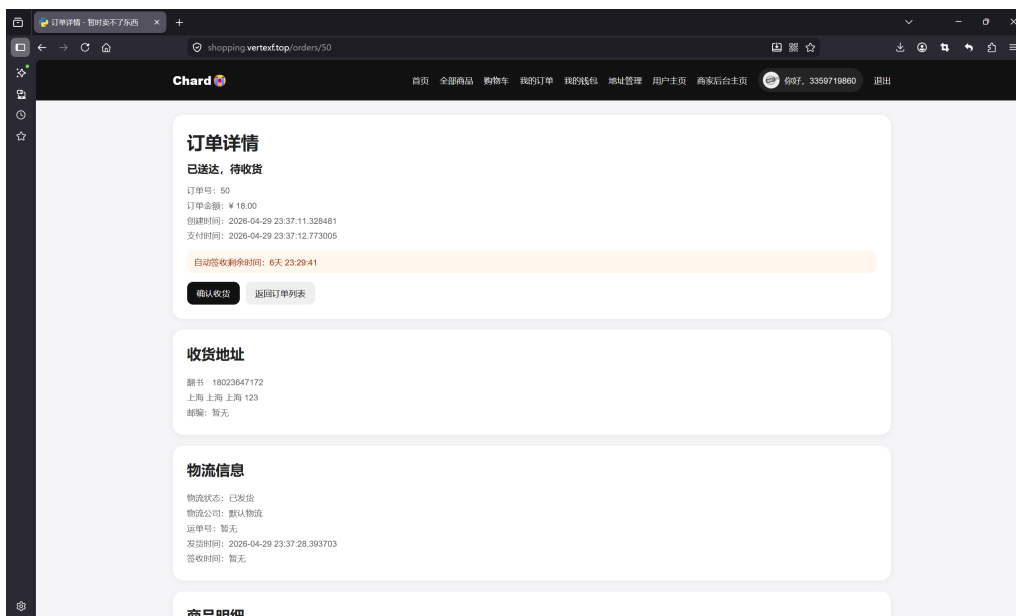 订单详情 - 暂时卖不了东西
shopping.vertexf.top/orders/50
Chard
首页 全部商品 购物车 我的订单 我的钱包 地址管理 用户主页 商家后台主页 你好，3359719860 退出
订单详情
已送达，待收货
订单号：50
订单金额：¥ 18.00
创建时间：2026-04-29 23:37:11.328481
支付时间：2026-04-29 23:37:12.773005
自动签收剩余时间：6天 23:29:41
确认收货 返回订单列表
收货地址
翻书 18023647172
上海 上海 上海 123
邮编：暂无
物流信息
物流状态：已发货
物流公司：默认物流
运单号：暂无
发货时间：2026-04-29 23:37:28.393703
签收时间：暂无
商品明细